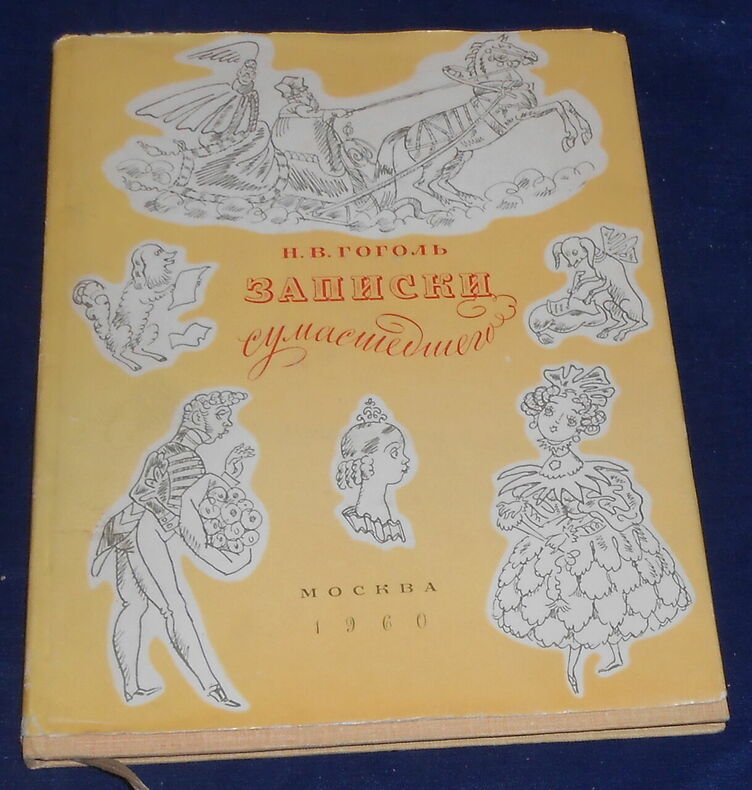 Н. В. ГОГОЛЬ
ЗАПИСКИ
сумасшедшего
МОСКВА
1960